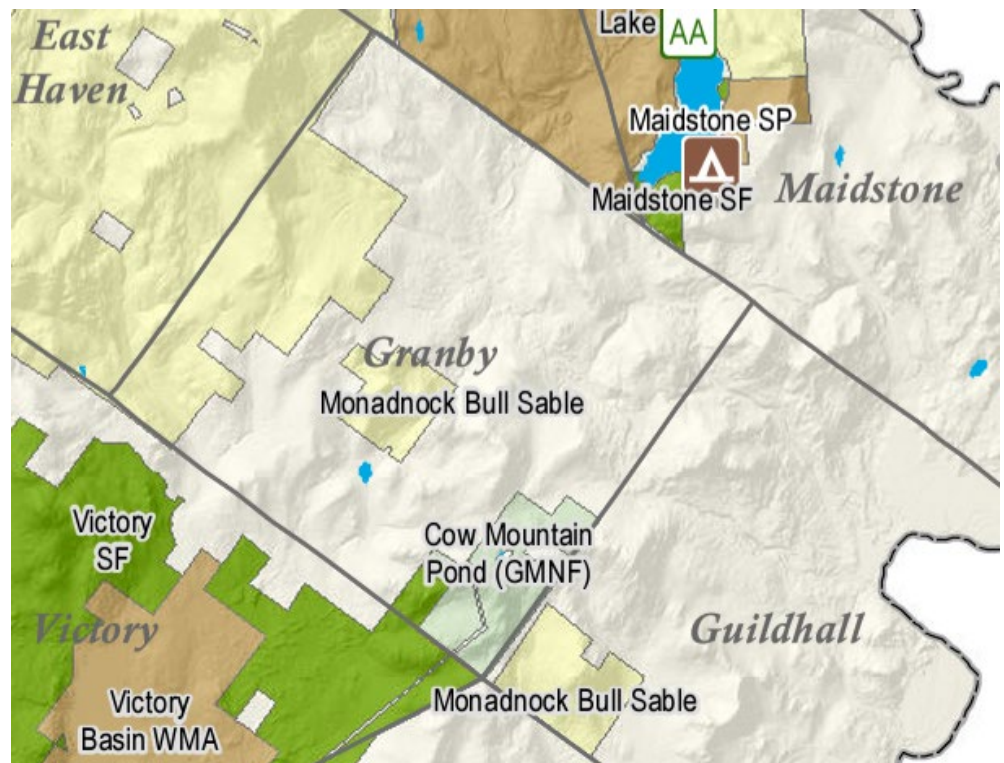 East
Haven
Lake
AA
Maidstone SP
Maidstone
Maidstone SF
Granby
Monadnock Bull Sable
Victory
SF
Cow Mountain
Pond (GMNF)
Victory
Guildhall
Victory
Basin WMA
Monadnock Bull Sable